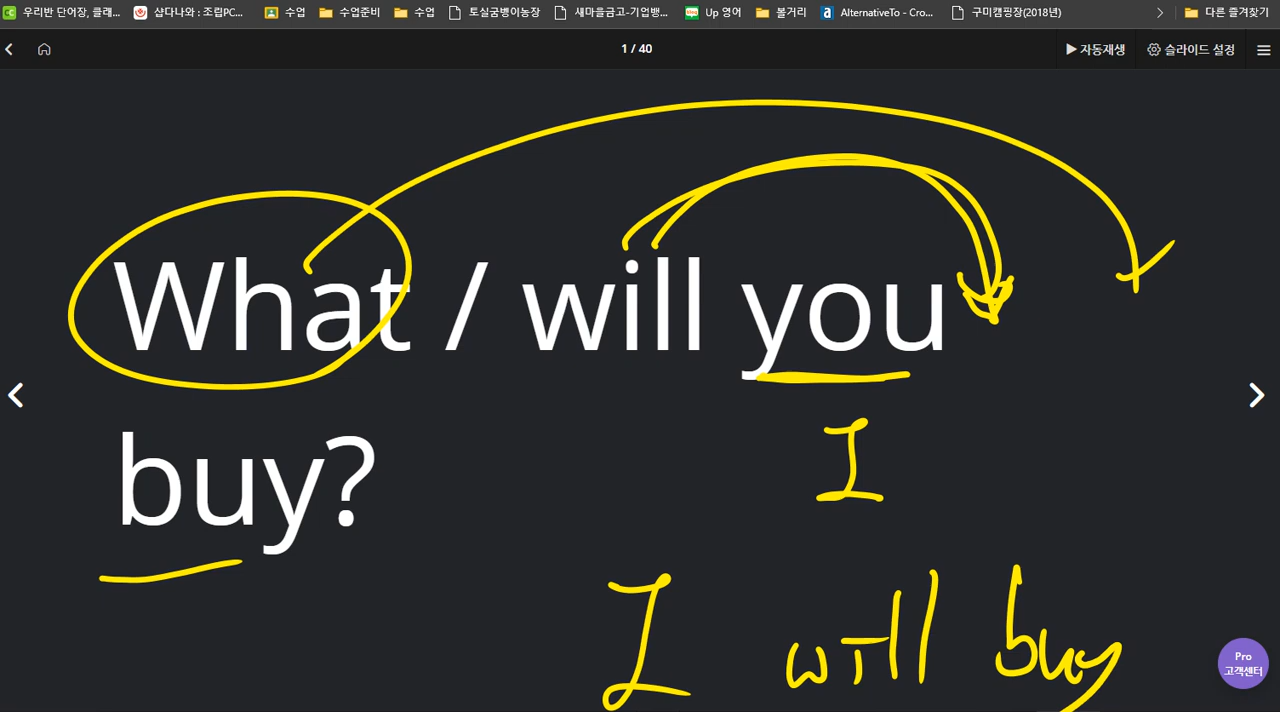 우리반 단어장, 클래... 샵다나와 : 조립PC... 수업 수업준비 수업 토실굼벵이농장 새마을금고-기업뱅... Up 영어 볼거리 AlternativeTo - Cro... 구미캠핑장(2018년) 다른 즐겨찾기
1 / 40 자동재생 슬라이드 설정
What / will you
buy?
I
I will buy
Pro
고객센터